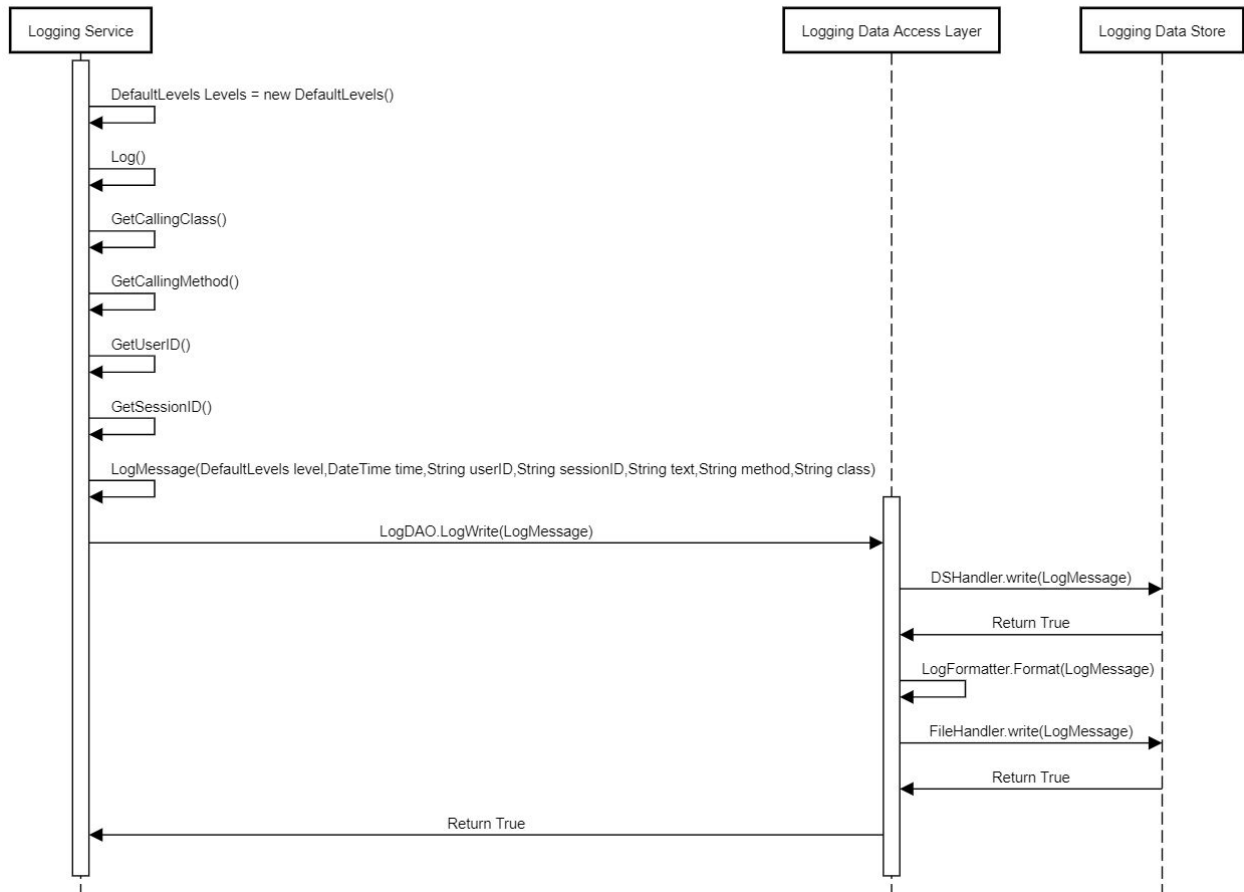 Logging Service
Logging Data Access Layer
Logging Data Store
DefaultLevels Levels = new DefaultLevels()
Log()
GetCallingClass()
GetCallingMethod()
GetUserID()
GetSessionID()
LogMessage(DefaultLevels level,DateTime time,String userID,String sessionID,String text,String method,String class)
LogDAO.LogWrite(LogMessage)
DSHandler.write(LogMessage)
Return True
LogFormatter.Format(LogMessage)
FileHandler.write(LogMessage)
Return True
Return True